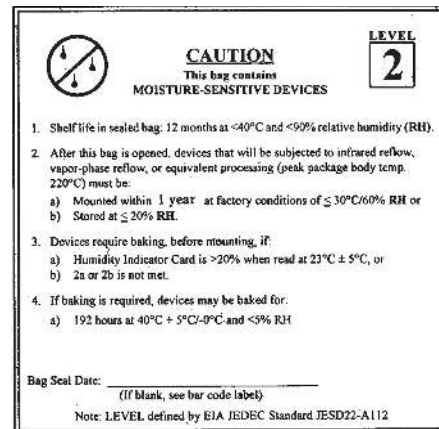 LEVEL
2
CAUTION
This bag contains
MOISTURE-SENSITIVE DEVICES
1. Shelf life in sealed bag: 12 months at <40°C and <90% relative humidity (RH).
2. After this bag is opened, devices that will be subjected to infrared reflow,
vapor-phase reflow, or equivalent processing (peak package body temp.
220°C) must be:
a) Mounted within 1 year at factory conditions of ≤ 30°C/60% RH or
b) Stored at ≤ 20% RH.
3. Devices require baking, before mounting, if:
a) Humidity Indicator Card is >20% when read at 23°C ± 5°C, or
b) 2a or 2b is not met.
4. If baking is required, devices may be baked for:
a) 192 hours at 40°C + 5°C/-0°C and <5% RH
Bag Seal Date:
(If blank, see bar code label)
Note: LEVEL defined by EIA JEDEC Standard JESD22-A112